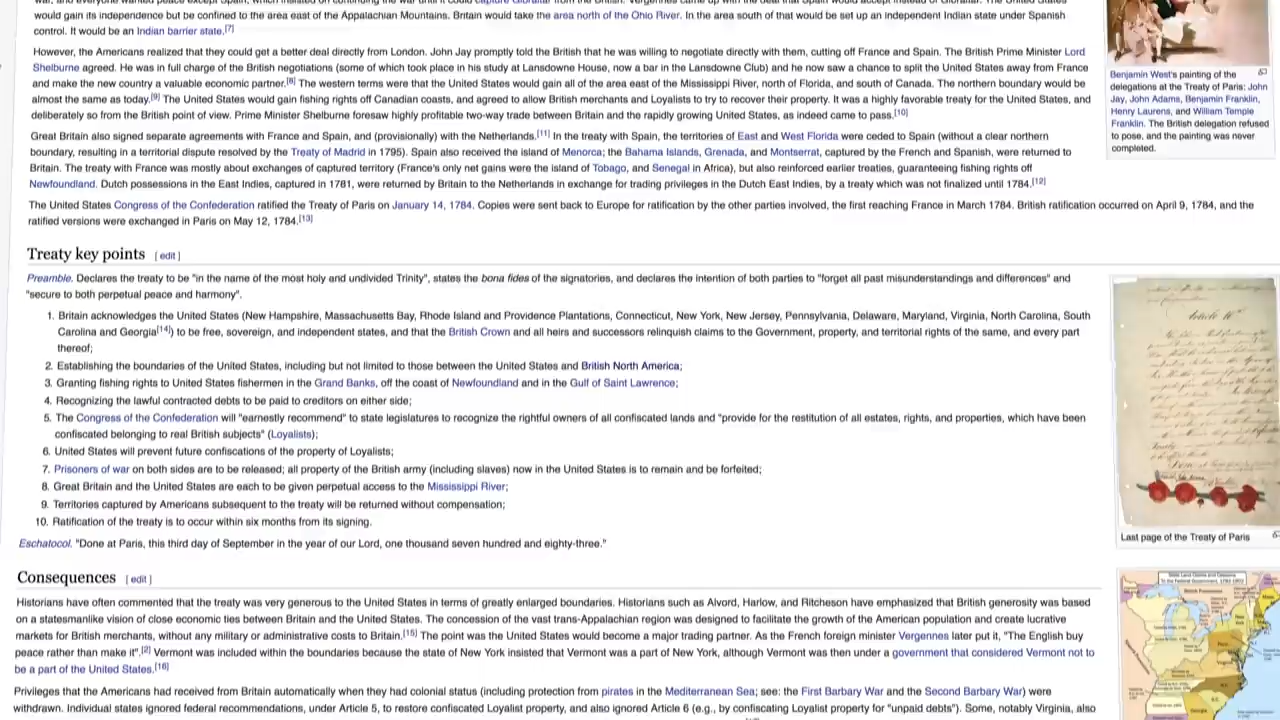 would gain its independence but be confined to the area east of the Appalachian Mountains. Britain would take the area north of the Ohio River. In the area south of that would be set up an independent Indian state under Spanish
control. It would be an Indian barrier state.[7]
However, the Americans realized that they could get a better deal directly from London. John Jay promptly told the British that he was willing to negotiate directly with them, cutting off France and Spain. The British Prime Minister Lord
Shelburne agreed. He was in full charge of the British negotiations (some of which took place in his study at Lansdowne House, now a bar in the Lansdowne Club) and he now saw a chance to split the United States away from France
and make the new country a valuable economic partner.[8] The western terms were that the United States would gain all of the area east of the Mississippi River, north of Florida, and south of Canada. The northern boundary would be
almost the same as today.[9] The United States would gain fishing rights off Canadian coasts, and agreed to allow British merchants and Loyalists to try to recover their property. It was a highly favorable treaty for the United States, and
deliberately so from the British point of view. Prime Minister Shelburne foresaw highly profitable two-way trade between Britain and the rapidly growing United States, as indeed came to pass.[10]
Great Britain also signed separate agreements with France and Spain, and (provisionally) with the Netherlands.[11] In the treaty with Spain, the territories of East and West Florida were ceded to Spain (without a clear northern
boundary, resulting in a territorial dispute resolved by the Treaty of Madrid in 1795). Spain also received the island of Menorca; the Bahama Islands, Grenada, and Montserrat, captured by the French and Spanish, were returned to
Britain. The treaty with France was mostly about exchanges of captured territory (France's only net gains were the island of Tobago, and Senegal in Africa), but also reinforced earlier treaties, guaranteeing fishing rights off
Newfoundland. Dutch possessions in the East Indies, captured in 1781, were returned by Britain to the Netherlands in exchange for trading privileges in the Dutch East Indies, by a treaty which was not finalized until 1784.[12]
The United States Congress of the Confederation ratified the Treaty of Paris on January 14, 1784. Copies were sent back to Europe for ratification by the other parties involved, the first reaching France in March 1784. British ratification occurred on April 9, 1784, and the
ratified versions were exchanged in Paris on May 12, 1784.[13]
Benjamin West's painting of the
delegations at the Treaty of Paris: John
Jay, John Adams, Benjamin Franklin,
Henry Laurens, and William Temple
Franklin. The British delegation refused
to pose, and the painting was never
completed.
Treaty key points [ edit ]
Preamble. Declares the treaty to be "in the name of the most holy and undivided Trinity", states the bona fides of the signatories, and declares the intention of both parties to "forget all past misunderstandings and differences" and
"secure to both perpetual peace and harmony".
1. Britain acknowledges the United States (New Hampshire, Massachusetts Bay, Rhode Island and Providence Plantations, Connecticut, New York, New Jersey, Pennsylvania, Delaware, Maryland, Virginia, North Carolina, South
Carolina and Georgia[14]) to be free, sovereign, and independent states, and that the British Crown and all heirs and successors relinquish claims to the Government, property, and territorial rights of the same, and every part
thereof;
2. Establishing the boundaries of the United States, including but not limited to those between the United States and British North America;
3. Granting fishing rights to United States fishermen in the Grand Banks, off the coast of Newfoundland and in the Gulf of Saint Lawrence;
4. Recognizing the lawful contracted debts to be paid to creditors on either side;
5. The Congress of the Confederation will "earnestly recommend" to state legislatures to recognize the rightful owners of all confiscated lands and "provide for the restitution of all estates, rights, and properties, which have been
confiscated belonging to real British subjects" (Loyalists);
6. United States will prevent future confiscations of the property of Loyalists;
7. Prisoners of war on both sides are to be released; all property of the British army (including slaves) now in the United States is to remain and be forfeited;
8. Great Britain and the United States are each to be given perpetual access to the Mississippi River;
9. Territories captured by Americans subsequent to the treaty will be returned without compensation;
10. Ratification of the treaty is to occur within six months from its signing.
Eschatocol. "Done at Paris, this third day of September in the year of our Lord, one thousand seven hundred and eighty-three."
Last page of the Treaty of Paris
Consequences [ edit ]
Historians have often commented that the treaty was very generous to the United States in terms of greatly enlarged boundaries. Historians such as Alvord, Harlow, and Ritcheson have emphasized that British generosity was based
on a statesmanlike vision of close economic ties between Britain and the United States. The concession of the vast trans-Appalachian region was designed to facilitate the growth of the American population and create lucrative
markets for British merchants, without any military or administrative costs to Britain.[15] The point was the United States would become a major trading partner. As the French foreign minister Vergennes later put it, "The English buy
peace rather than make it".[2] Vermont was included within the boundaries because the state of New York insisted that Vermont was a part of New York, although Vermont was then under a government that considered Vermont not to
be a part of the United States.[16]
Privileges that the Americans had received from Britain automatically when they had colonial status (including protection from pirates in the Mediterranean Sea; see: the First Barbary War and the Second Barbary War) were
withdrawn. Individual states ignored federal recommendations, under Article 5, to restore confiscated Loyalist property, and also ignored Article 6 (e.g., by confiscating Loyalist property for "unpaid debts"). Some, notably Virginia, also